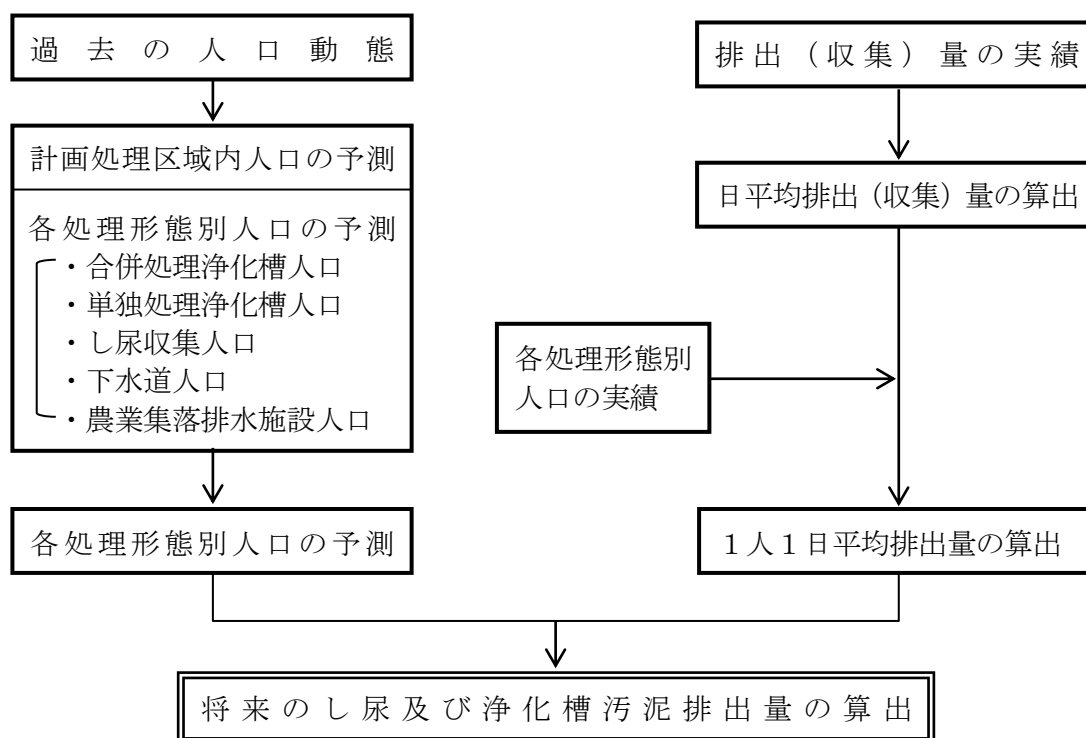 過去の人口動態
計画処理区域内人口の予測
各処理形態別人口の予測
・合併処理浄化槽人口
・単独処理浄化槽人口
・し尿収集人口
・下水道人口
・農業集落排水施設人口
各処理形態別人口の予測
排出（収集）量の実績
日平均排出（収集）量の算出
各処理形態別
人口の実績
１人１日平均排出量の算出
将来のし尿及び浄化槽汚泥排出量の算出